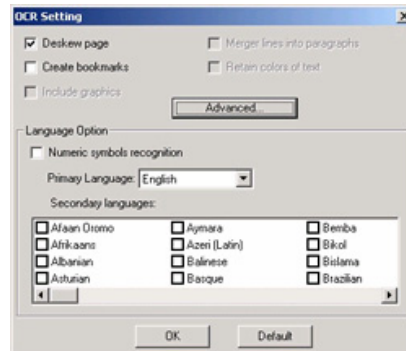 OCR Setting
Deskew page
Merger lines into paragraphs
Create bookmarks
Retain colors of text
Include graphics
Advanced...
Language Option
Numeric symbols recognition
Primary Language: English
Secondary languages:
Afaan Oromo Aymara Bemba
Afrikaans Azeri (Latin) Bikol
Albanian Balinese Bislama
Asturian Basque Brazilian
OK Default